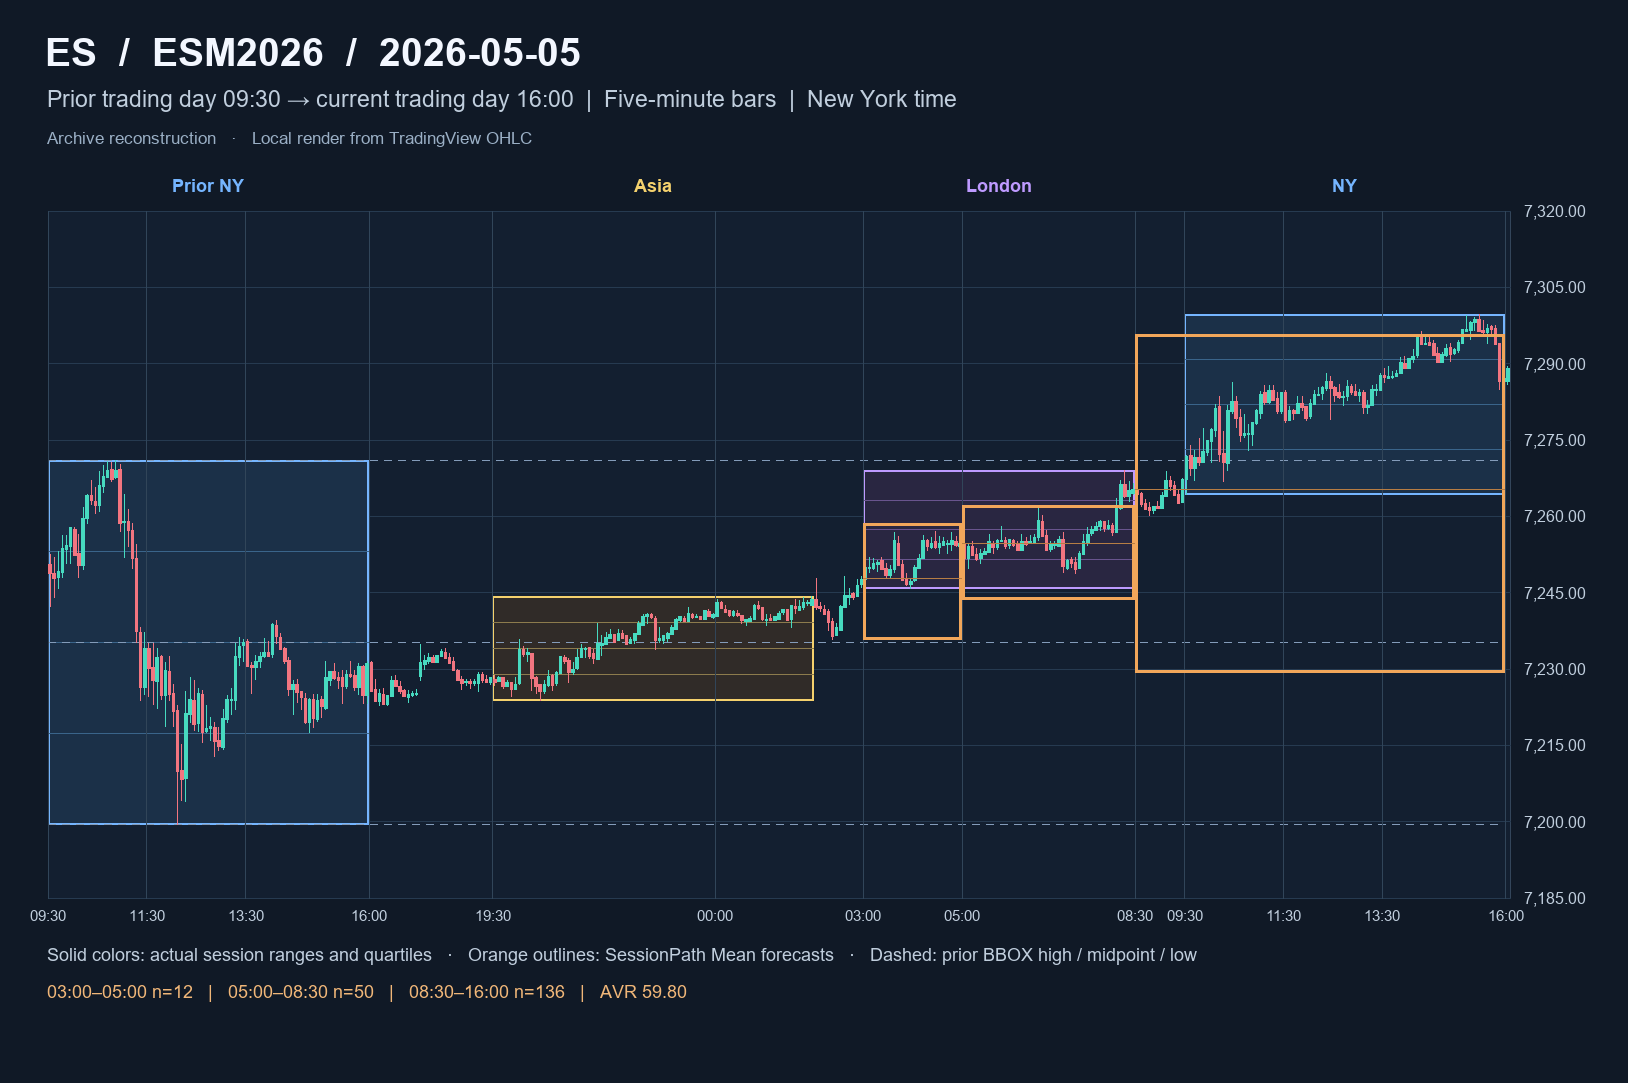 ES / ESM2026 / 2026-05-05
Prior trading day 09:30 → current trading day 16:00 | Five-minute bars | New York time
Archive reconstruction · Local render from TradingView OHLC
Prior NY Asia London NY
7,320.00
7,305.00
7,290.00
7,275.00
7,260.00
7,245.00
7,230.00
7,215.00
7,200.00
7,185.00
09:30 11:30 13:30 16:00 19:30 00:00 03:00 05:00 08:30 09:30 11:30 13:30 16:00
Solid colors: actual session ranges and quartiles · Orange outlines: SessionPath Mean forecasts · Dashed: prior BBOX high / midpoint / low
03:00–05:00 n=12 | 05:00–08:30 n=50 | 08:30–16:00 n=136 | AVR 59.80